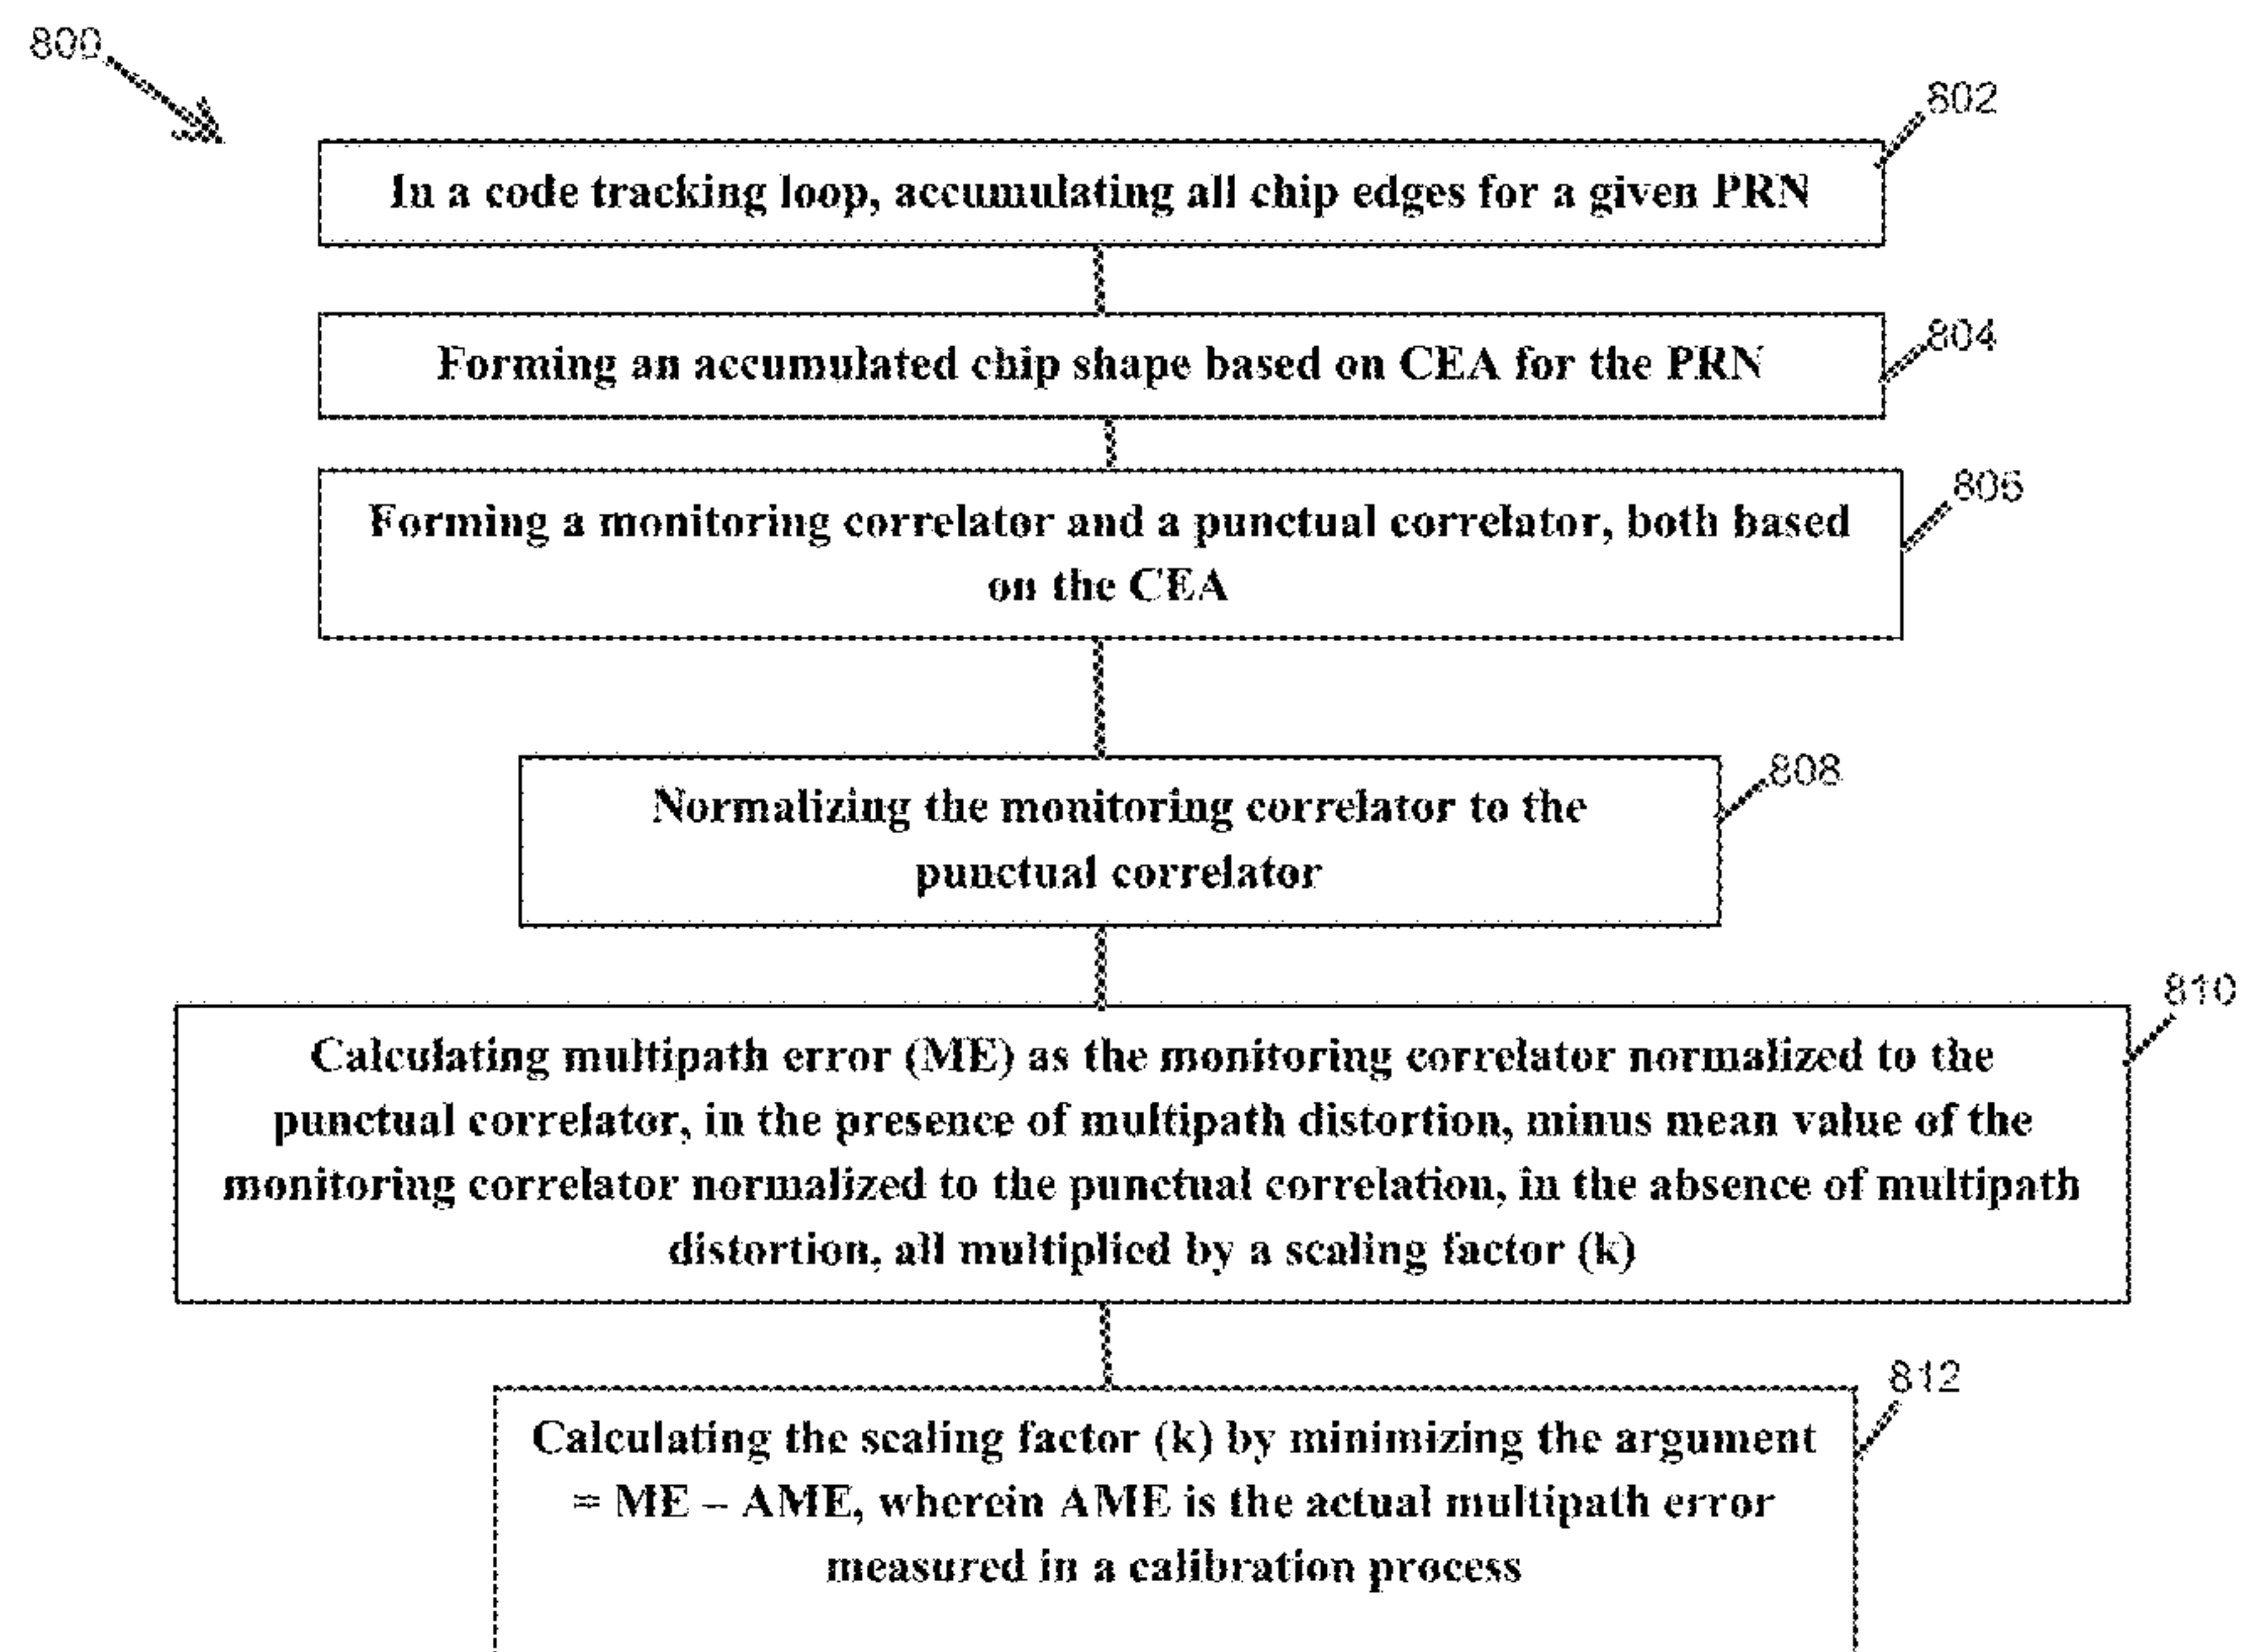 800
802
In a code tracking loop, accumulating all chip edges for a given PRN
804
Forming an accumulated chip shape based on CEA for the PRN
806
Forming a monitoring correlator and a punctual correlator, both based
on the CEA
808
Normalizing the monitoring correlator to the
punctual correlator
810
Calculating multipath error (ME) as the monitoring correlator normalized to the
punctual correlator, in the presence of multipath distortion, minus mean value of the
monitoring correlator normalized to the punctual correlation, in the absence of multipath
distortion, all multiplied by a scaling factor (k)
812
Calculating the scaling factor (k) by minimizing the argument
= ME – AME, wherein AME is the actual multipath error
measured in a calibration process